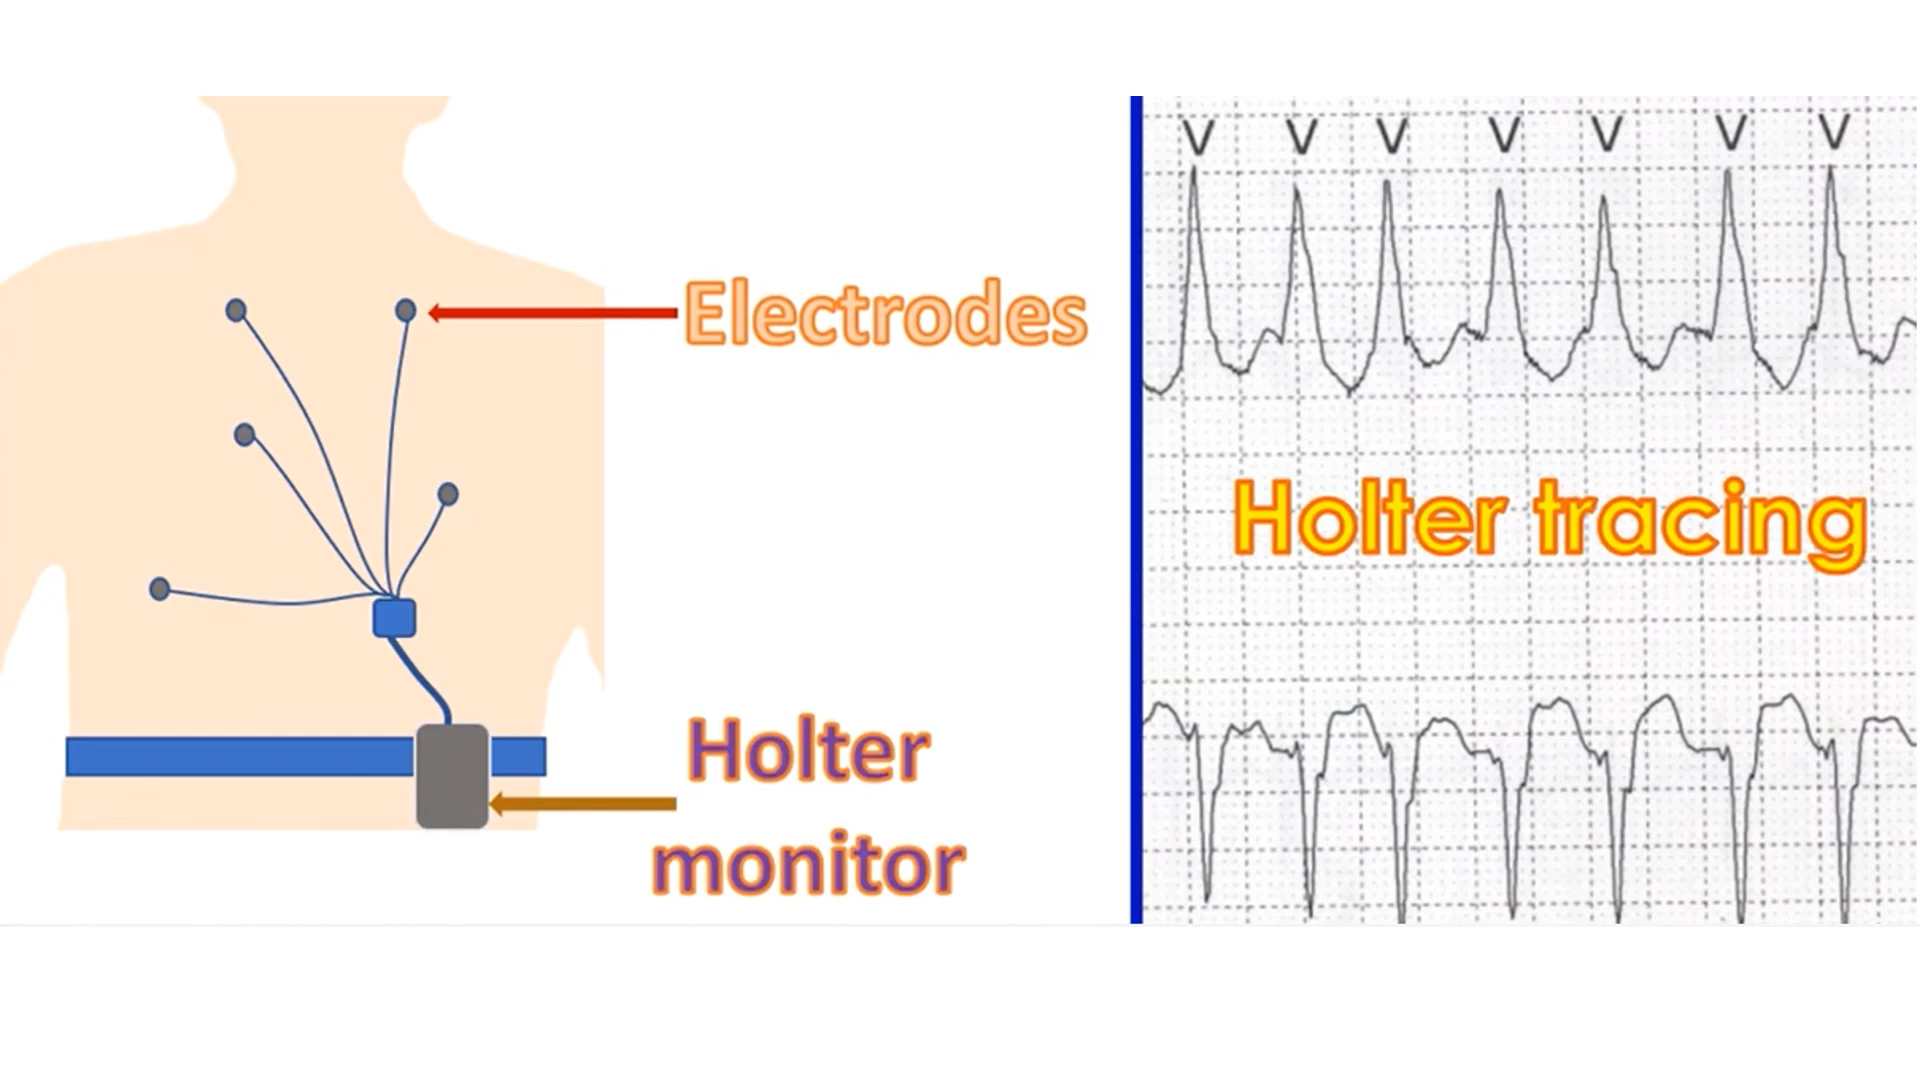 Electrodes
Holter
monitor
V V V V V V V
Holter tracing